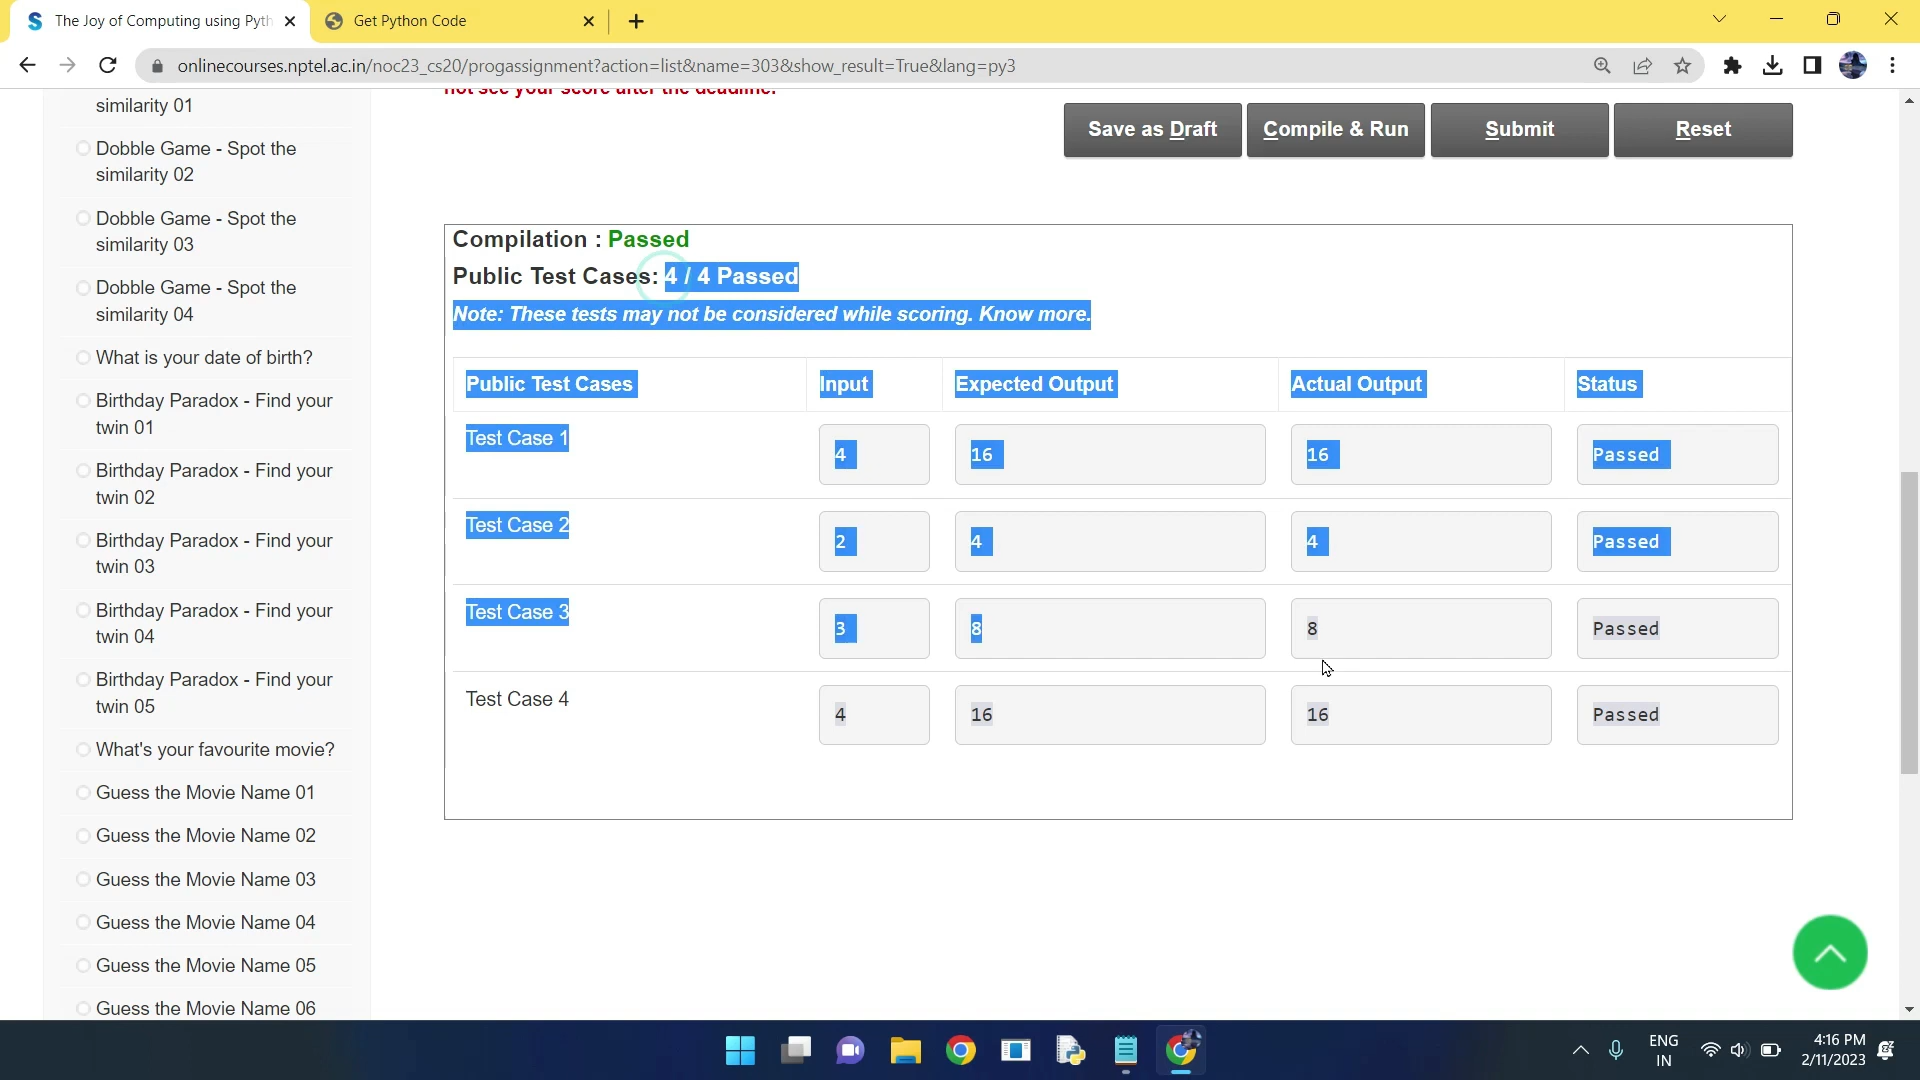 The Joy of Computing using Pyth
Get Python Code
onlinecourses.nptel.ac.in/noc23_cs20/progassignment?action=list&name=303&show_result=True&lang=py3
similarity 01
Dobble Game - Spot the
similarity 02
Dobble Game - Spot the
similarity 03
Dobble Game - Spot the
similarity 04
What is your date of birth?
Birthday Paradox - Find your
twin 01
Birthday Paradox - Find your
twin 02
Birthday Paradox - Find your
twin 03
Birthday Paradox - Find your
twin 04
Birthday Paradox - Find your
twin 05
What's your favourite movie?
Guess the Movie Name 01
Guess the Movie Name 02
Guess the Movie Name 03
Guess the Movie Name 04
Guess the Movie Name 05
Guess the Movie Name 06
not see your score after the deadline.
Save as Draft Compile & Run Submit Reset
Compilation : Passed
Public Test Cases: 4 / 4 Passed
Note: These tests may not be considered while scoring. Know more.
Public Test Cases Input Expected Output Actual Output Status
Test Case 1 4 16 16 Passed
Test Case 2 2 4 4 Passed
Test Case 3 3 8 8 Passed
Test Case 4 4 16 16 Passed
ENG
IN
4:16 PM
2/11/2023